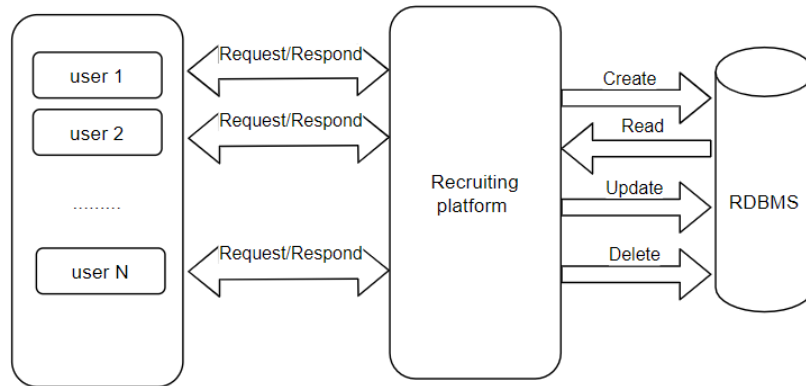 user 1
user 2
.........
user N
Request/Respond
Request/Respond
Request/Respond
Recruiting
platform
Create
Read
Update
Delete
RDBMS